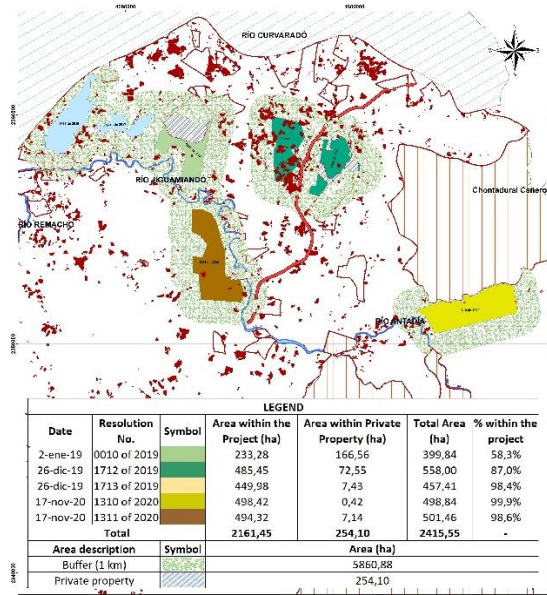 RÍO CURVARADÓ
RÍO JIGUAMIANDÓ
Chontadural Cañero
RÍO REMACHO
RÍO ANTADÍA
LEGEND
Date Resolution No. Symbol Area within the Project (ha) Area within Private Property (ha) Total Area (ha) % within the project
2-ene-19 0010 of 2019 233,28 166,56 399,84 58,3%
26-dic-19 1712 of 2019 485,45 72,55 558,00 87,0%
26-dic-19 1713 of 2019 449,98 7,43 457,41 98,4%
17-nov-20 1310 of 2020 498,42 0,42 498,84 99,9%
17-nov-20 1311 of 2020 494,32 7,14 501,46 98,6%
Total 2161,45 254,10 2415,55 -
Area description Symbol Area (ha)
Buffer (1 km) 5860,88
Private property 254,10